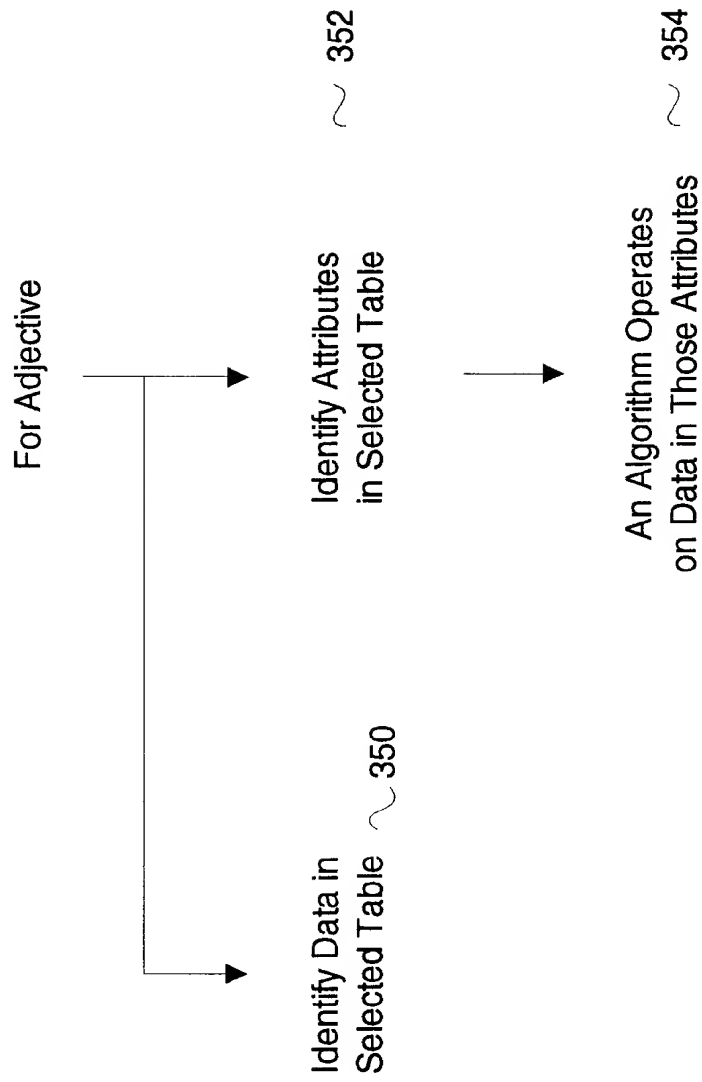 For Adjective
Identify Data in
Selected Table ~ 350
Identify Attributes
in Selected Table
~ 352
An Algorithm Operates
on Data in Those Attributes
~ 354